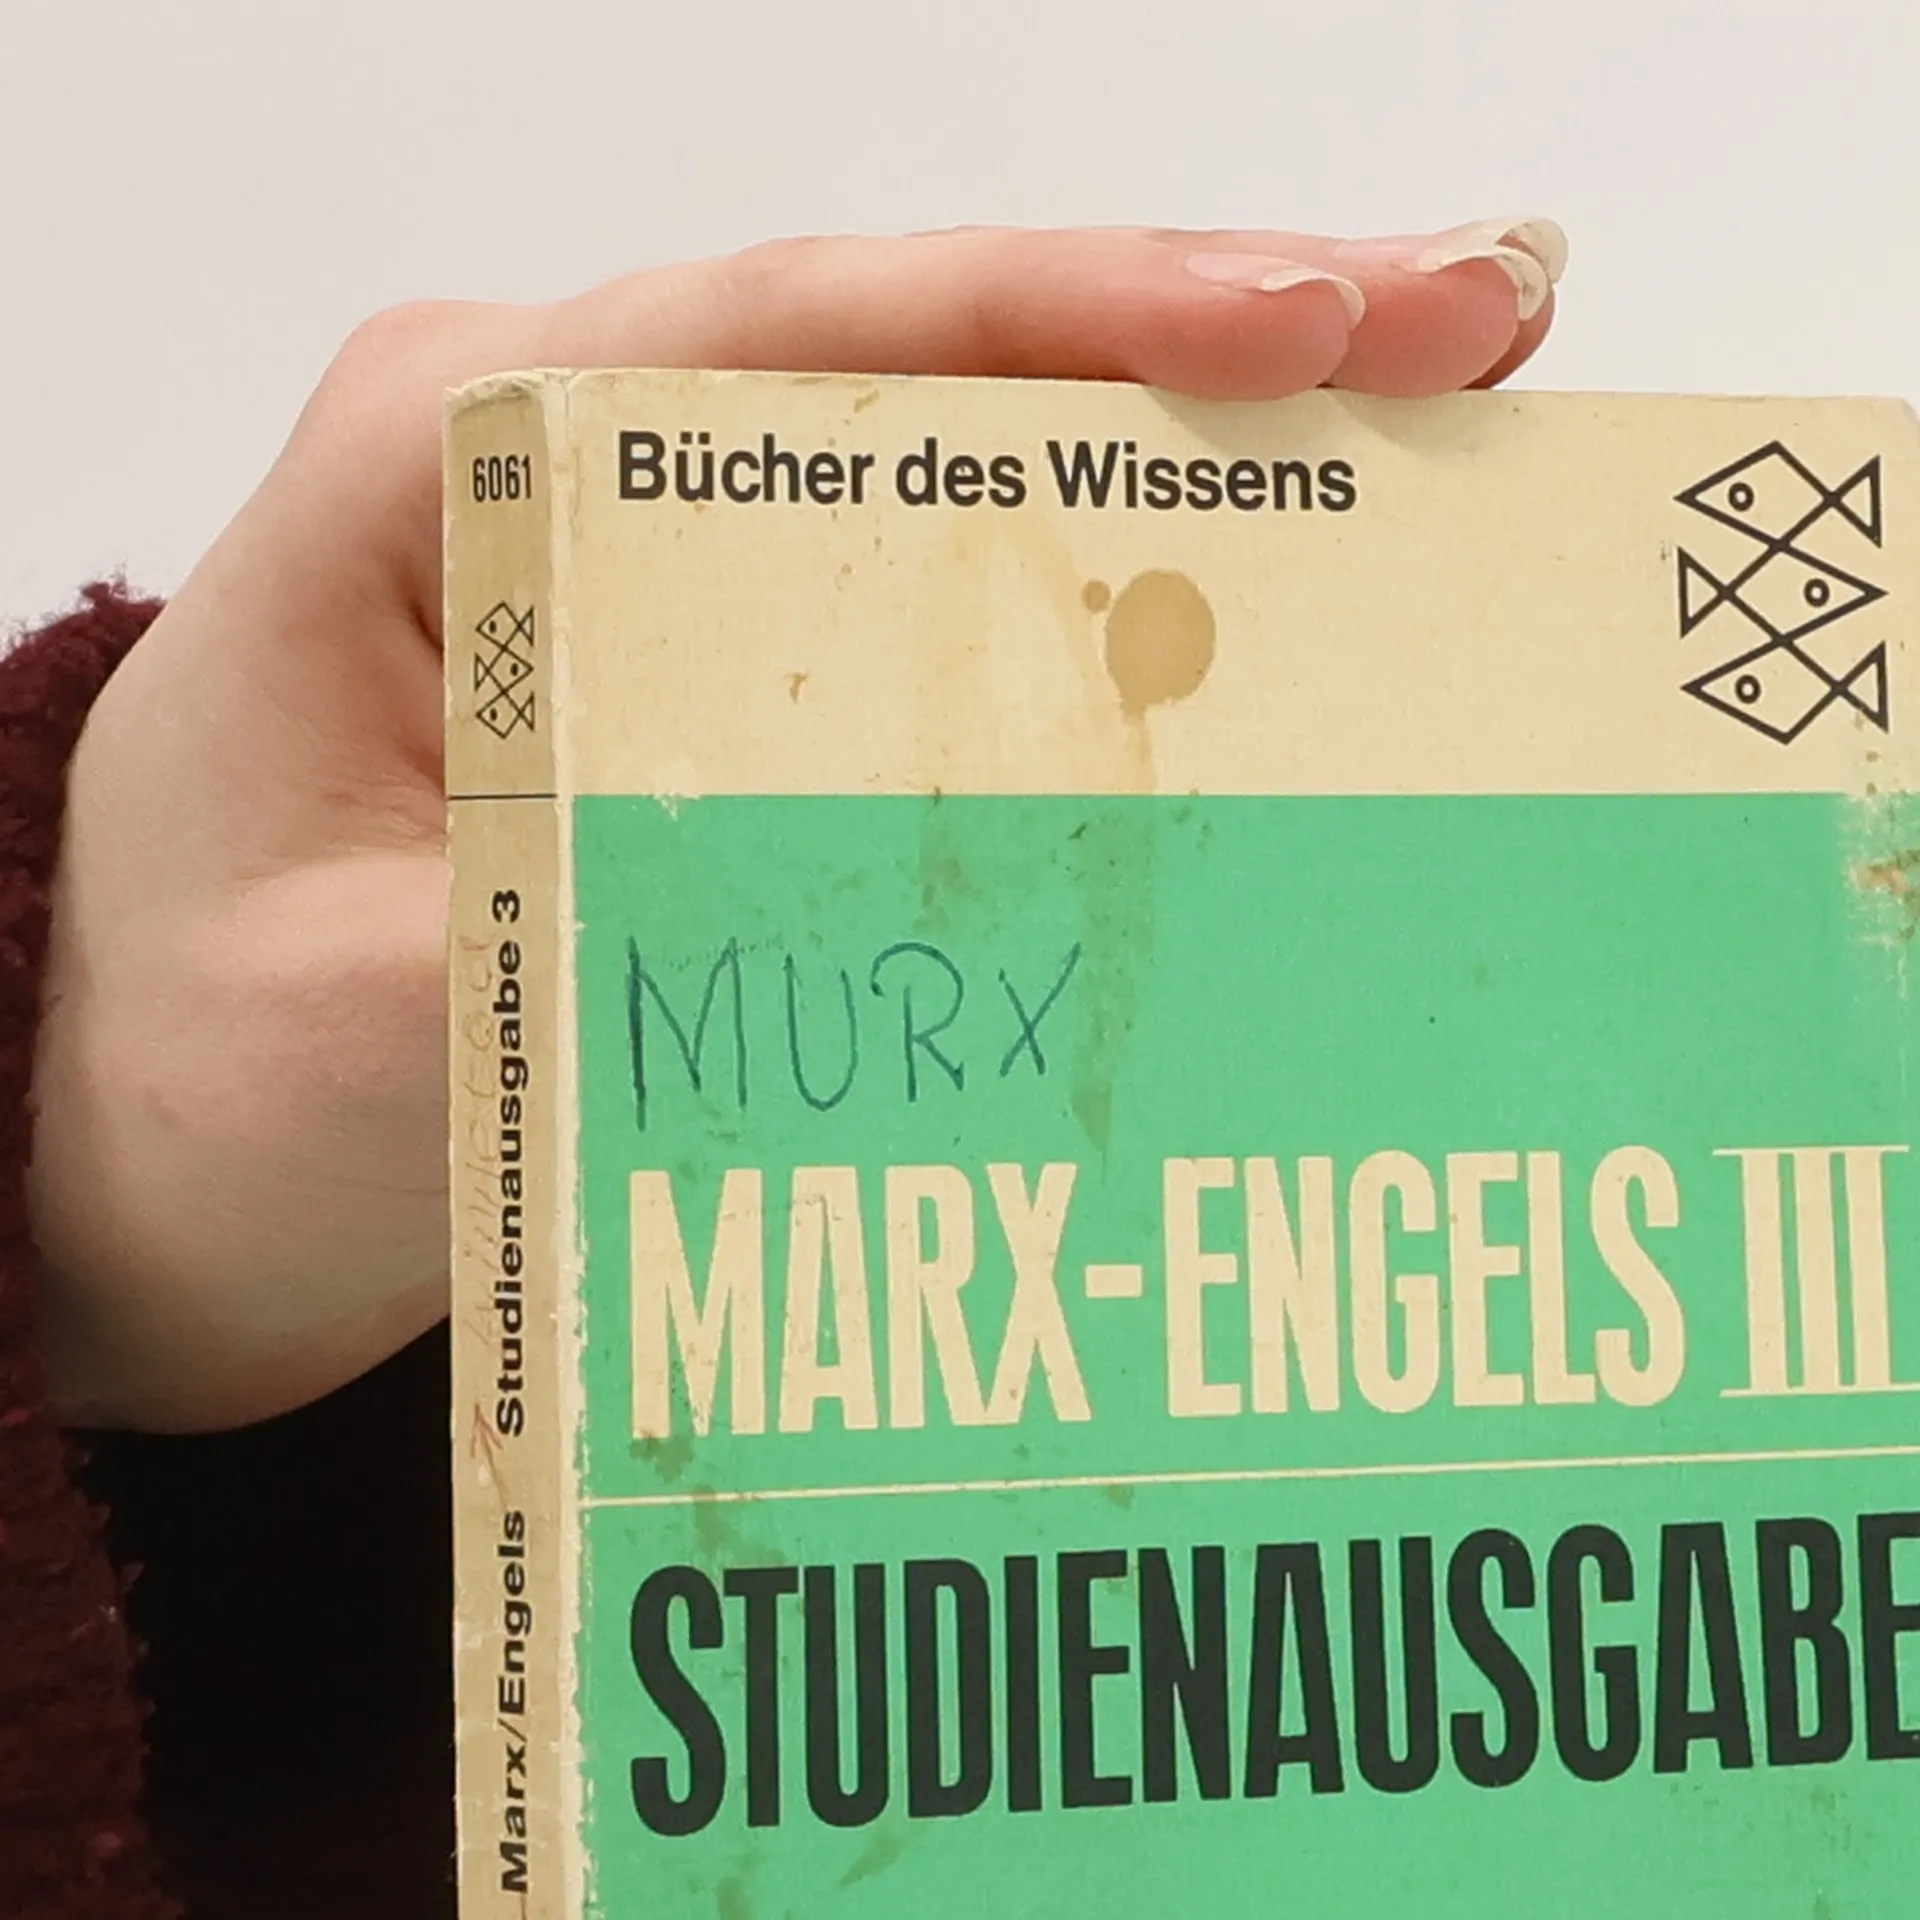 6061
Bücher des Wissens
MURX
MARX-ENGELS III
STUDIENAUSGABE
Marx/Engels Studienausgabe 3